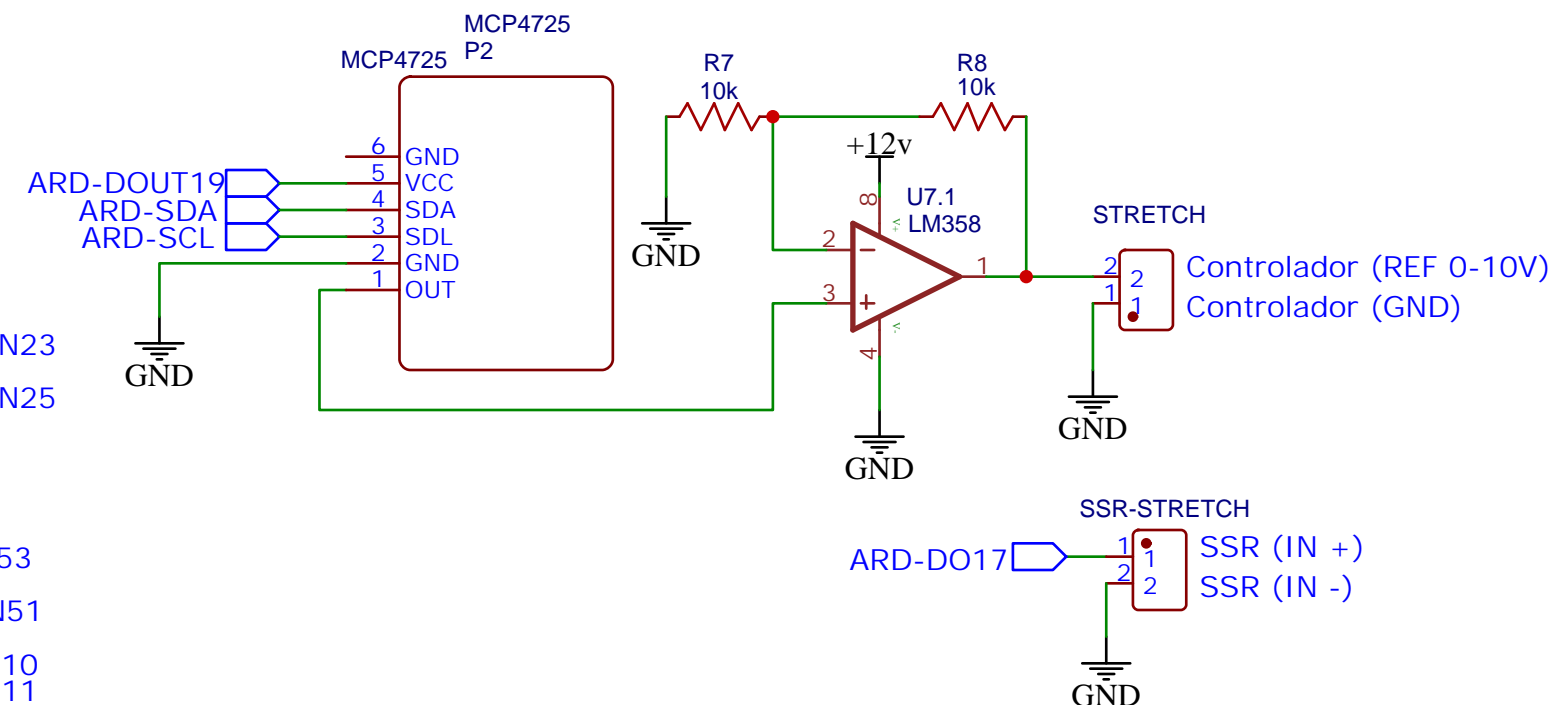 MCP4725
P2
MCP4725
R7
10k
R8
10k
+12v
6 GND
ARD-DOUT19 5 VCC
ARD-SDA 4 SDA
ARD-SCL 3 SDL
2 GND
1 OUT
GND
GND
8
U7.1
LM358
V+
2
3
1
V-
4
GND
STRETCH
2 2 Controlador (REF 0-10V)
1 1 Controlador (GND)
GND
N23
N25
53
N51
10
11
SSR-STRETCH
ARD-DO17 1 1 SSR (IN +)
2 2 SSR (IN -)
GND